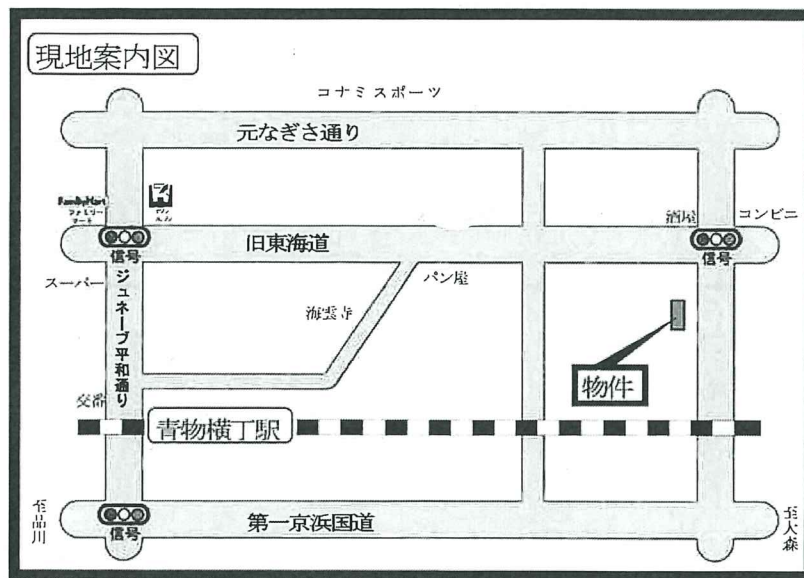 現地案内図
コナミスポーツ
元なぎさ通り
FamilyMart
ファミリー
マート
セブン
酒屋
コンビニ
信号
旧東海道
信号
スーパー
パン屋
海雲寺
ジュネーブ平和通り
物件
交番
青物横丁駅
至品川
信号
第一京浜国道
至大森